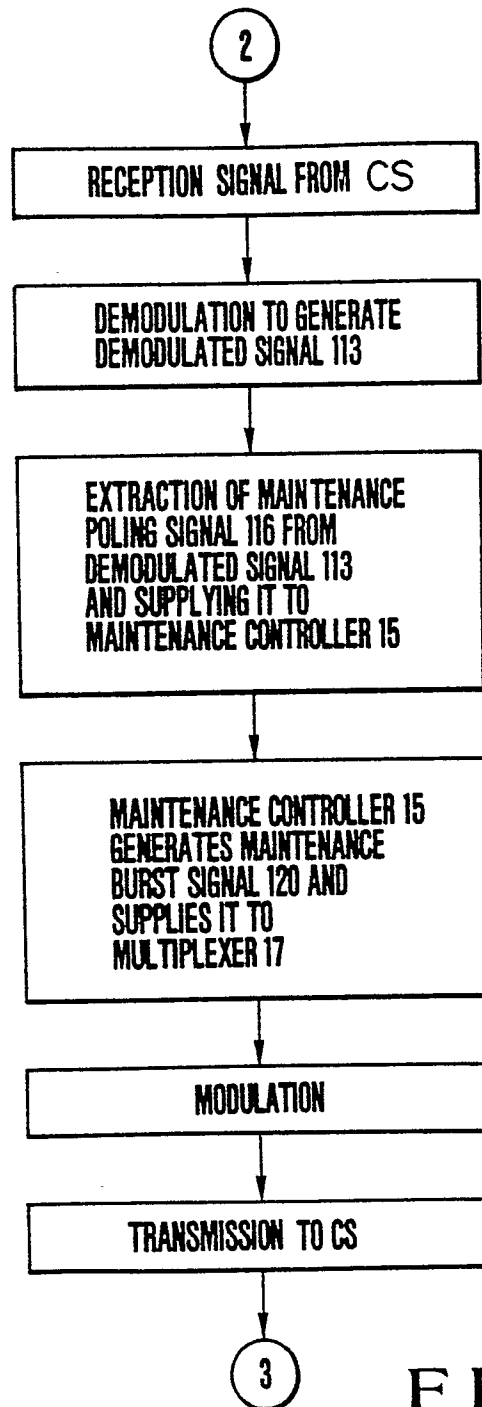 2
RECEPTION SIGNAL FROM CS
DEMODULATION TO GENERATE
DEMODULATED SIGNAL 113
EXTRACTION OF MAINTENANCE
POLING SIGNAL 116 FROM
DEMODULATED SIGNAL 113
AND SUPPLYING IT TO
MAINTENANCE CONTROLLER 15
MAINTENANCE CONTROLLER 15
GENERATES MAINTENANCE
BURST SIGNAL 120 AND
SUPPLIES IT TO
MULTIPLEXER 17
MODULATION
TRANSMISSION TO CS
3